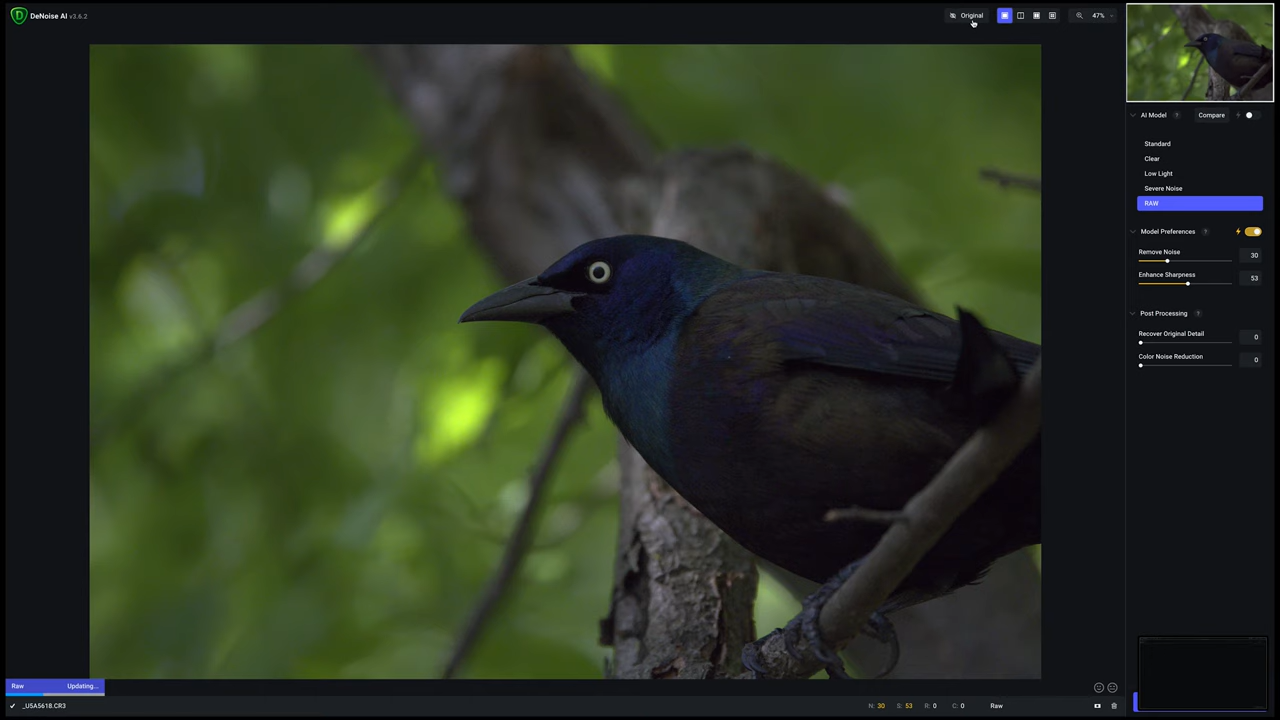 DeNoise AI v3.6.2
Original
47%
AI Model ? Compare
Standard
Clear
Low Light
Severe Noise
RAW
Model Preferences ?
Remove Noise 30
Enhance Sharpness 53
Post Processing ?
Recover Original Detail 0
Color Noise Reduction 0
Raw Updating...
_U5A5618.CR3 N: 30 S: 53 R: 0 C: 0 Raw